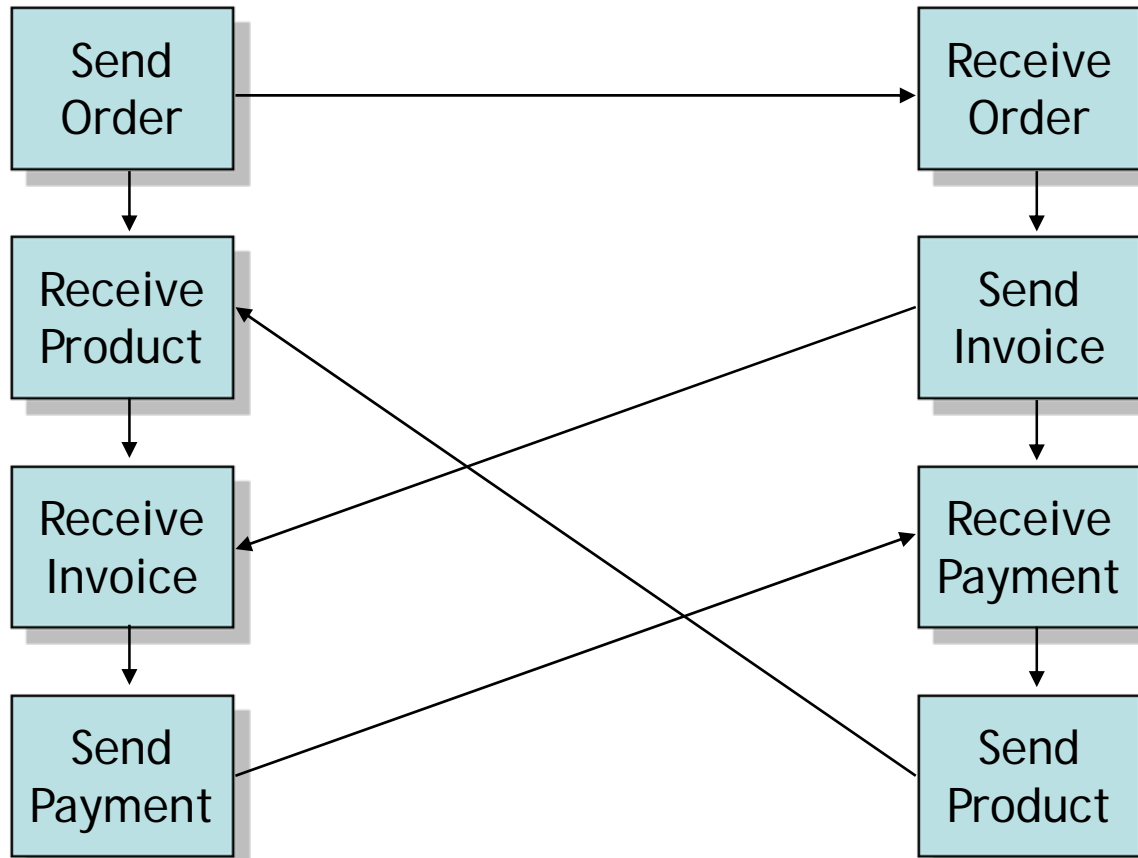 Send
Order
Receive
Order
Receive
Product
Send
Invoice
Receive
Invoice
Receive
Payment
Send
Payment
Send
Product